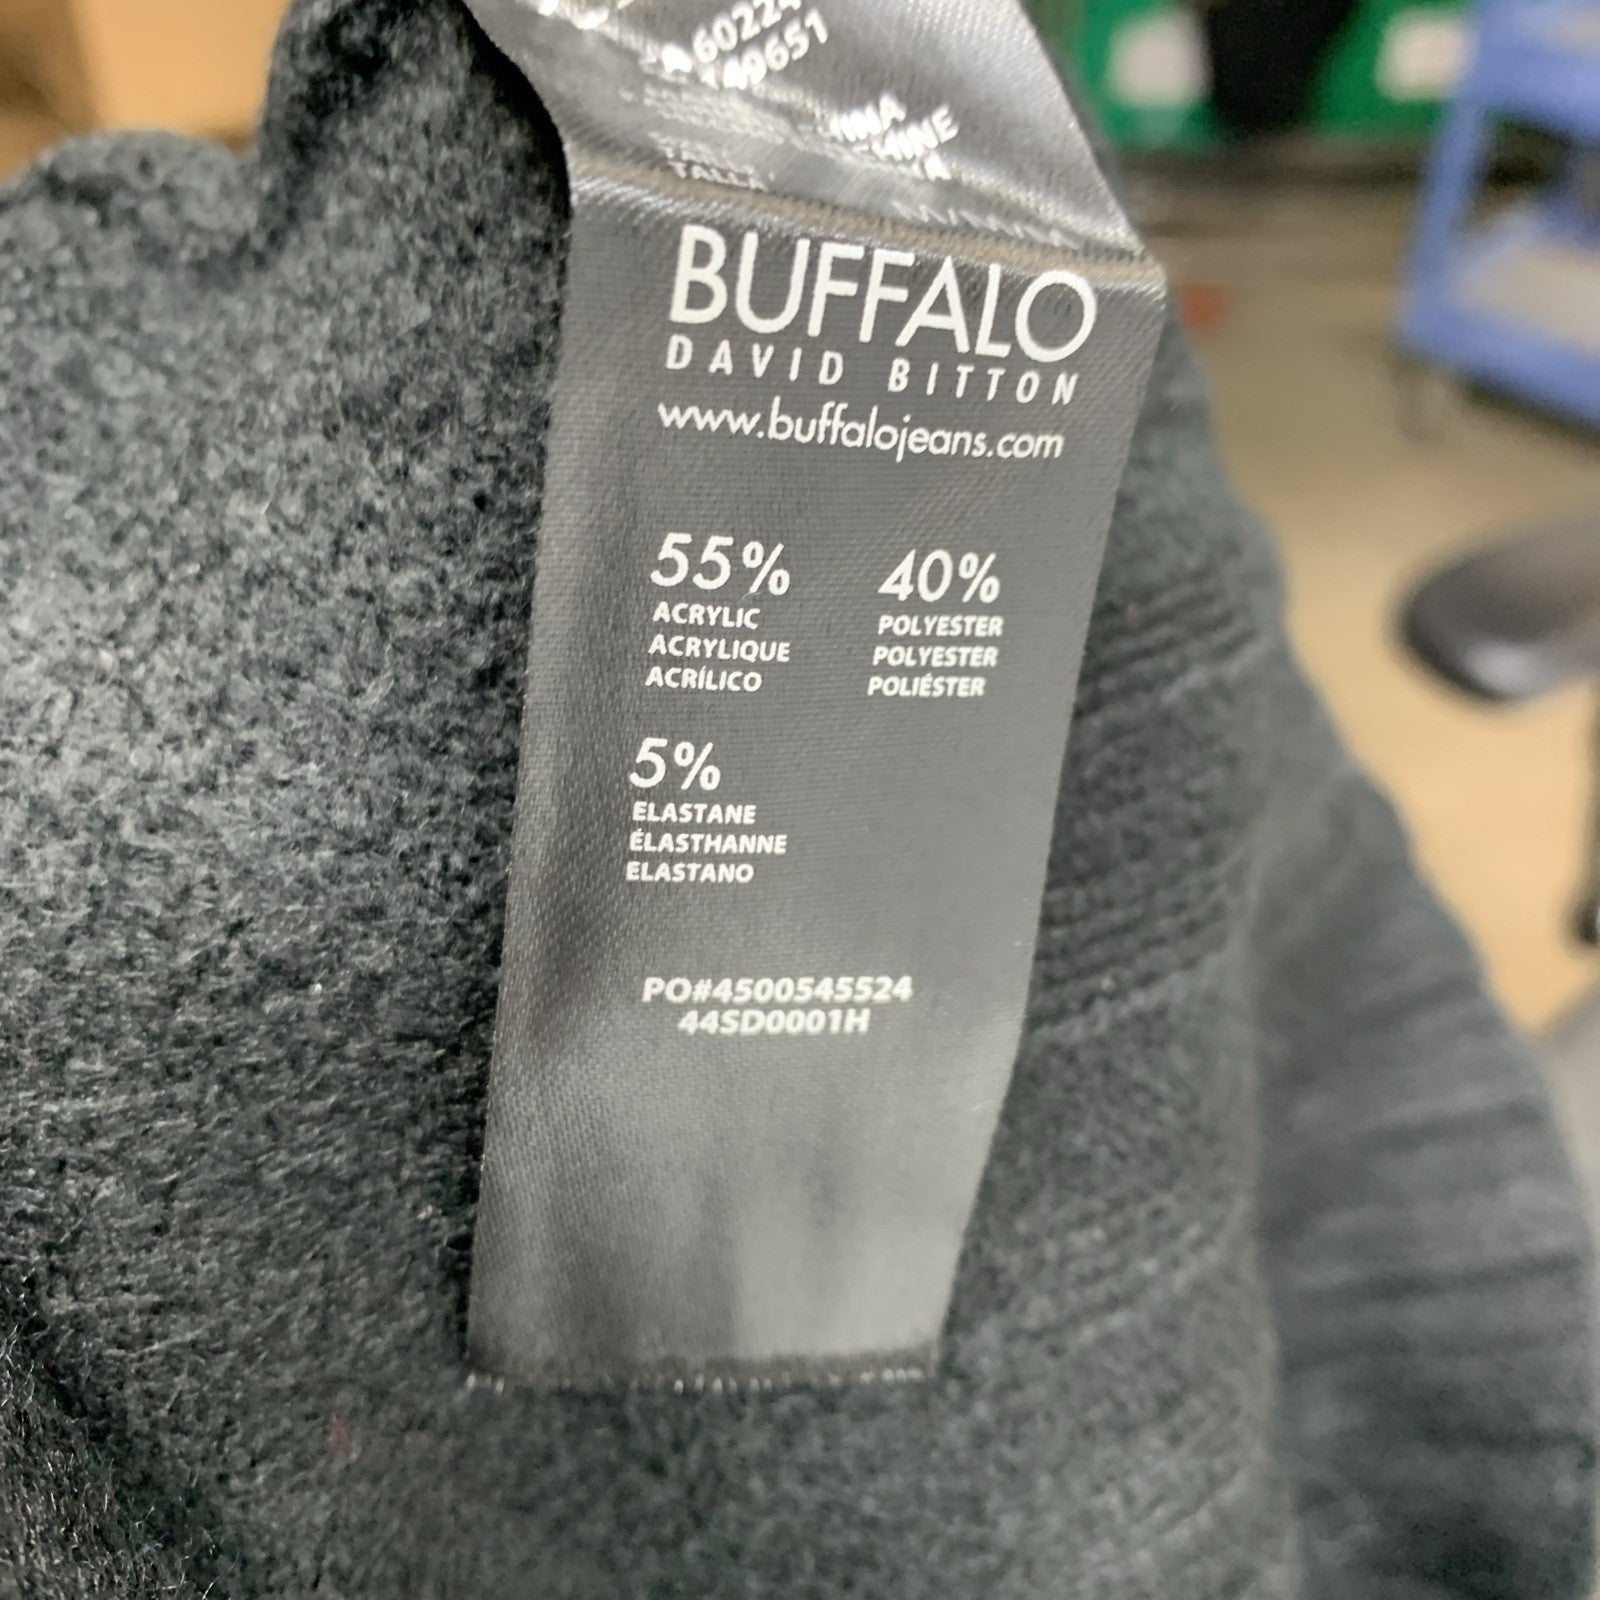 149651
BUFFALO
DAVID BITTON
www.buffalojeans.com
55% 40%
ACRYLIC POLYESTER
ACRYLIQUE POLYESTER
ACRÍLICO POLIÉSTER
5%
ELASTANE
ÉLASTHANNE
ELASTANO
PO#4500545524
44SD0001H